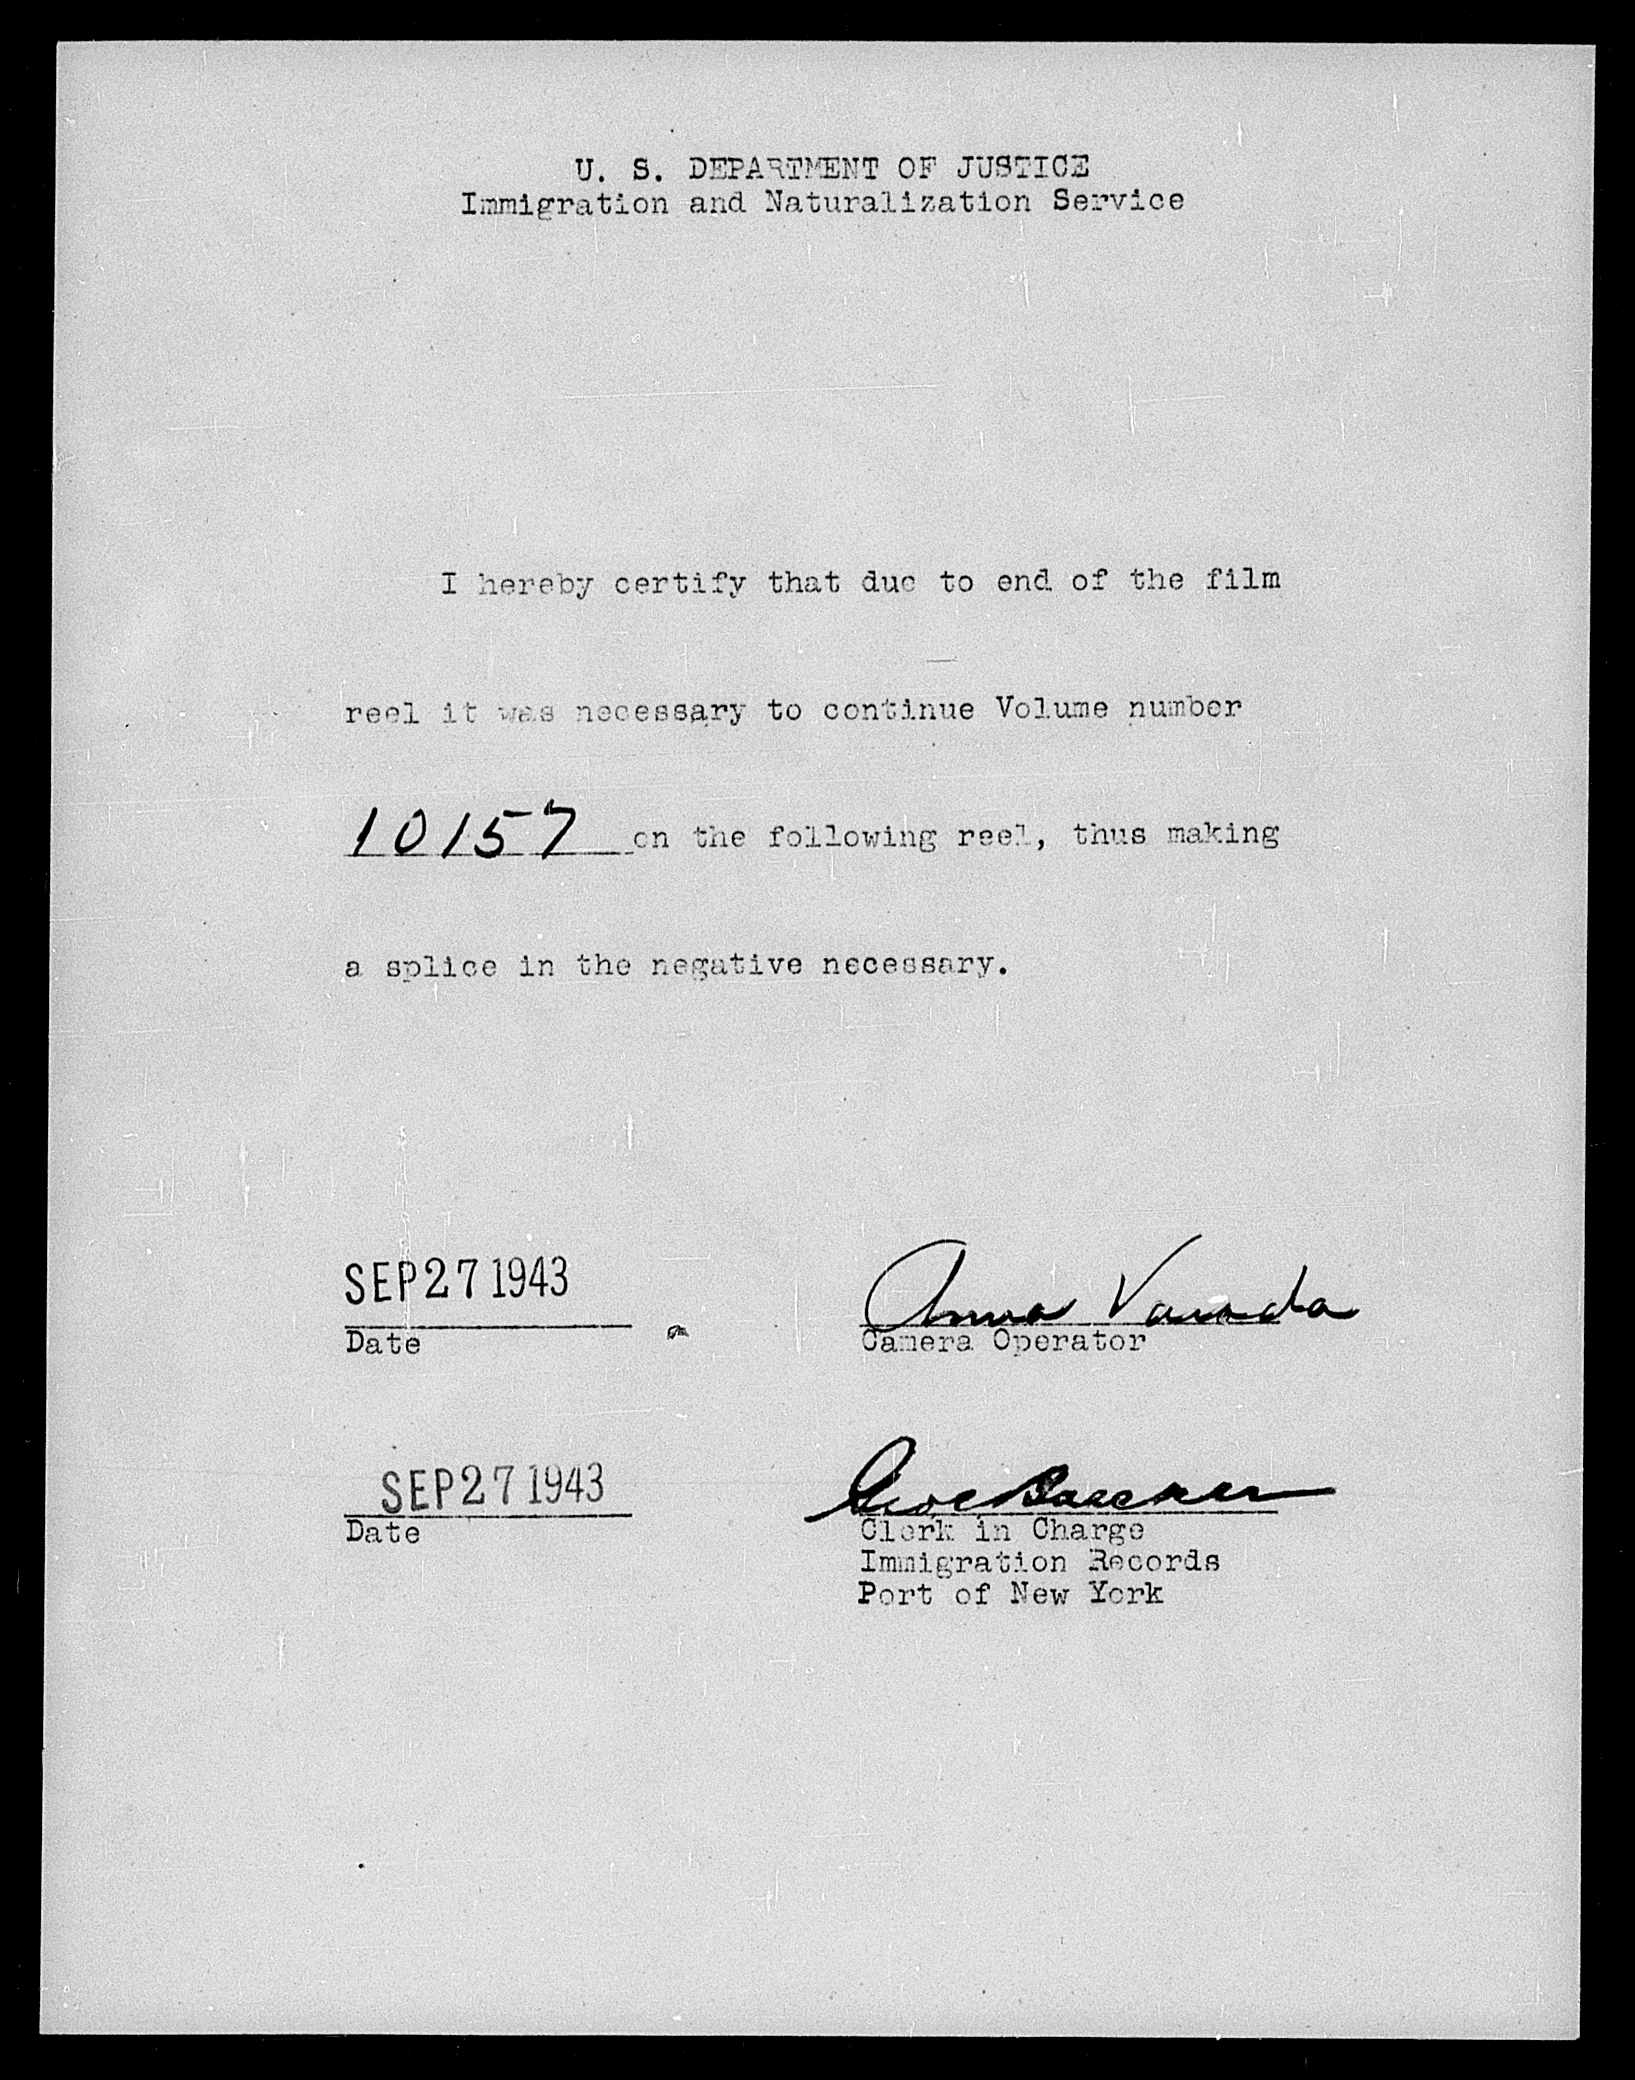 U. S. DEPARTMENT OF JUSTICE
Immigration and Naturalization Service
I hereby certify that due to end of the film
reel it was necessary to continue Volume number
10157 on the following reel, thus making
a splice in the negative necessary.
SEP 27 1943
Date
Anna
Camera Operator
SEP 27 1943
Date
Clerk in Charge
Immigration Records
Port of New York